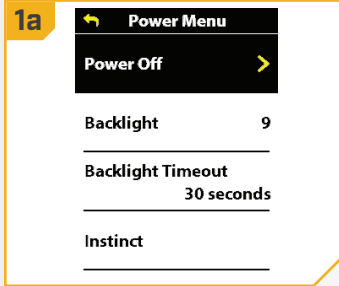 1a
Power Menu
Power Off
Backlight 9
Backlight Timeout
30 seconds
Instinct